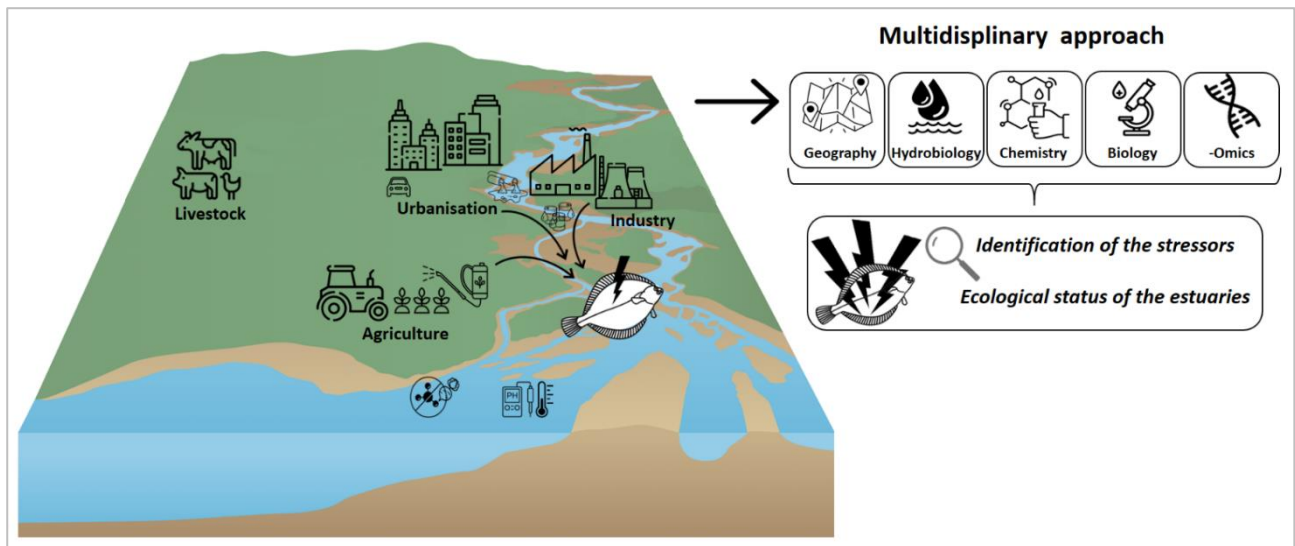 Multidisplinary approach
Geography
Hydrobiology
Chemistry
Biology
-Omics
Livestock
Urbanisation
Industry
Agriculture
PH
Identification of the stressors
Ecological status of the estuaries